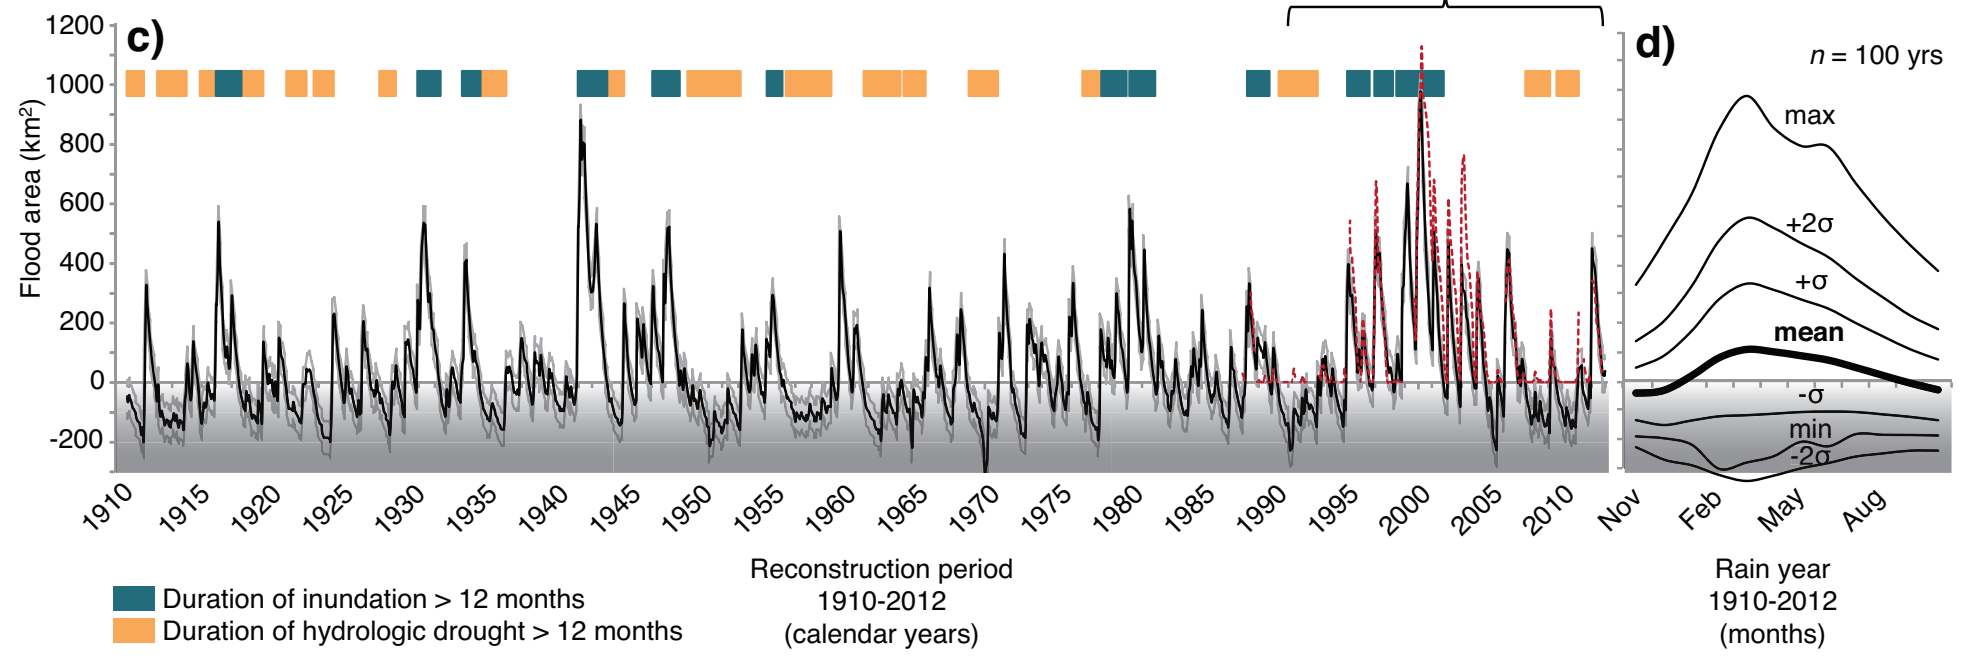 c)
1200
1000
800
600
400
200
0
-200
Flood area (km²)
1910
1915
1920
1925
1930
1935
1940
1945
1950
1955
1960
1965
1970
1975
1980
1985
1990
1995
2000
2005
2010
Reconstruction period
1910-2012
(calendar years)
Duration of inundation > 12 months
Duration of hydrologic drought > 12 months
d)
n = 100 yrs
max
+2σ
+σ
mean
-σ
min
-2σ
Nov
Feb
May
Aug
Rain year
1910-2012
(months)